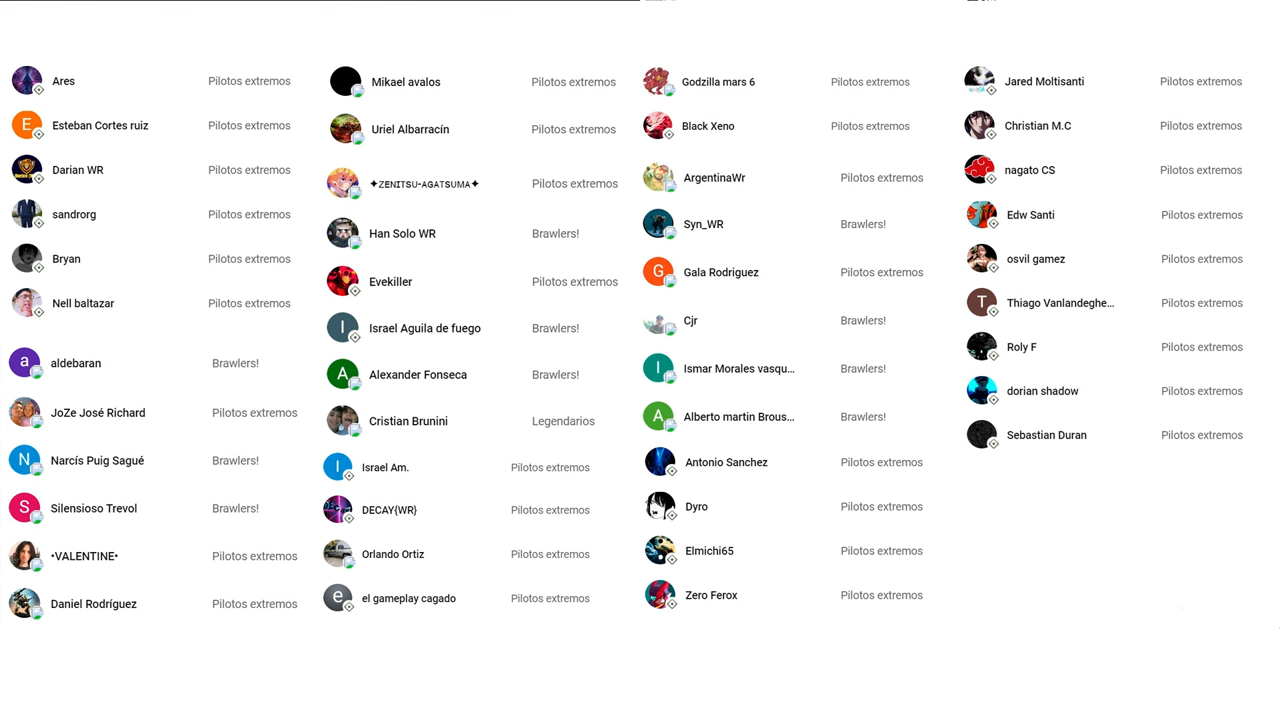 Ares Pilotos extremos
Esteban Cortes ruiz Pilotos extremos
Darian WR Pilotos extremos
sandrorg Pilotos extremos
Bryan Pilotos extremos
Nell baltazar Pilotos extremos
aldebaran Brawlers!
JoZe José Richard Pilotos extremos
Narcís Puig Sagué Brawlers!
Silensioso Trevol Brawlers!
•VALENTINE• Pilotos extremos
Daniel Rodríguez Pilotos extremos
Mikael avalos Pilotos extremos
Uriel Albarracín Pilotos extremos
✦ZENITSU-AGATSUMA✦ Pilotos extremos
Han Solo WR Brawlers!
Evekiller Pilotos extremos
Israel Aguila de fuego Brawlers!
Alexander Fonseca Brawlers!
Cristian Brunini Legendarios
Israel Am. Pilotos extremos
DECAY{WR} Pilotos extremos
Orlando Ortiz Pilotos extremos
el gameplay cagado Pilotos extremos
Godzilla mars 6 Pilotos extremos
Black Xeno Pilotos extremos
ArgentinaWr Pilotos extremos
Syn_WR Brawlers!
Gala Rodriguez Pilotos extremos
Cjr Brawlers!
Ismar Morales vasqu... Brawlers!
Alberto martin Brous... Brawlers!
Antonio Sanchez Pilotos extremos
Dyro Pilotos extremos
Elmichi65 Pilotos extremos
Zero Ferox Pilotos extremos
Jared Moltisanti Pilotos extremos
Christian M.C Pilotos extremos
nagato CS Pilotos extremos
Edw Santi Pilotos extremos
osvil gamez Pilotos extremos
Thiago Vanlandeghe... Pilotos extremos
Roly F Pilotos extremos
dorian shadow Pilotos extremos
Sebastian Duran Pilotos extremos